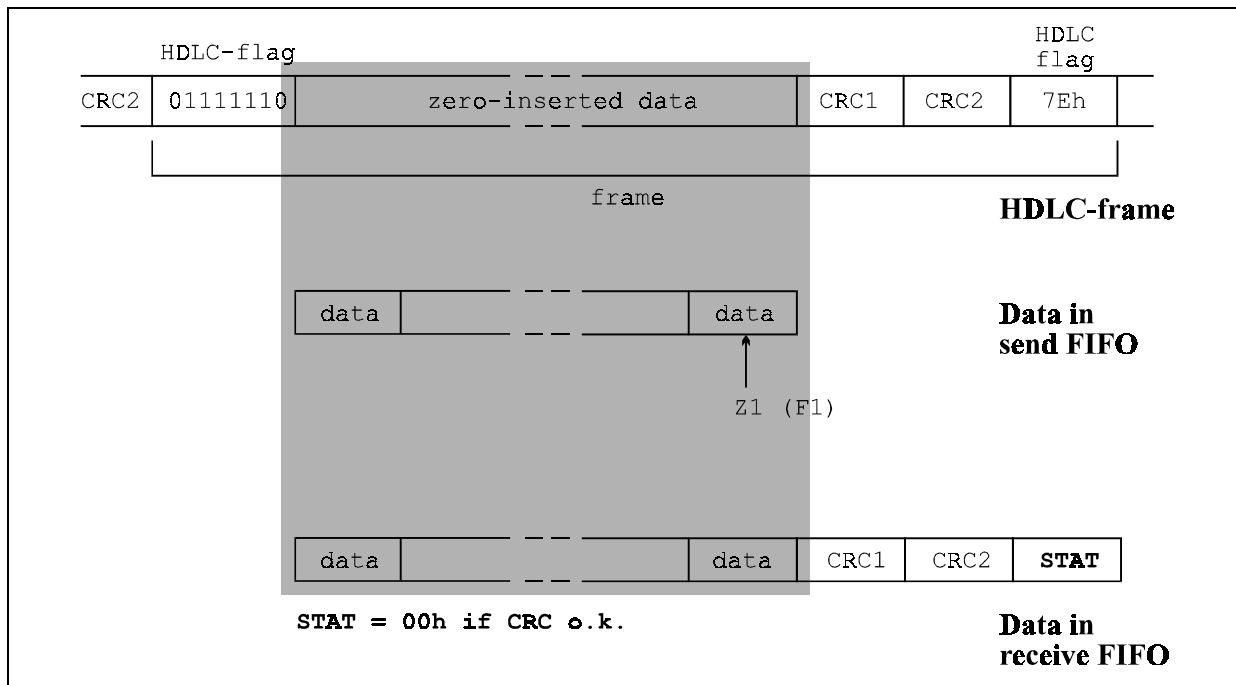 HDLC-flag
HDLC
flag
CRC2 01111110 zero-inserted data CRC1 CRC2 7Eh
frame
HDLC-frame
data data
Data in
send FIFO
Z1 (F1)
data data CRC1 CRC2 STAT
STAT = 00h if CRC o.k.
Data in
receive FIFO